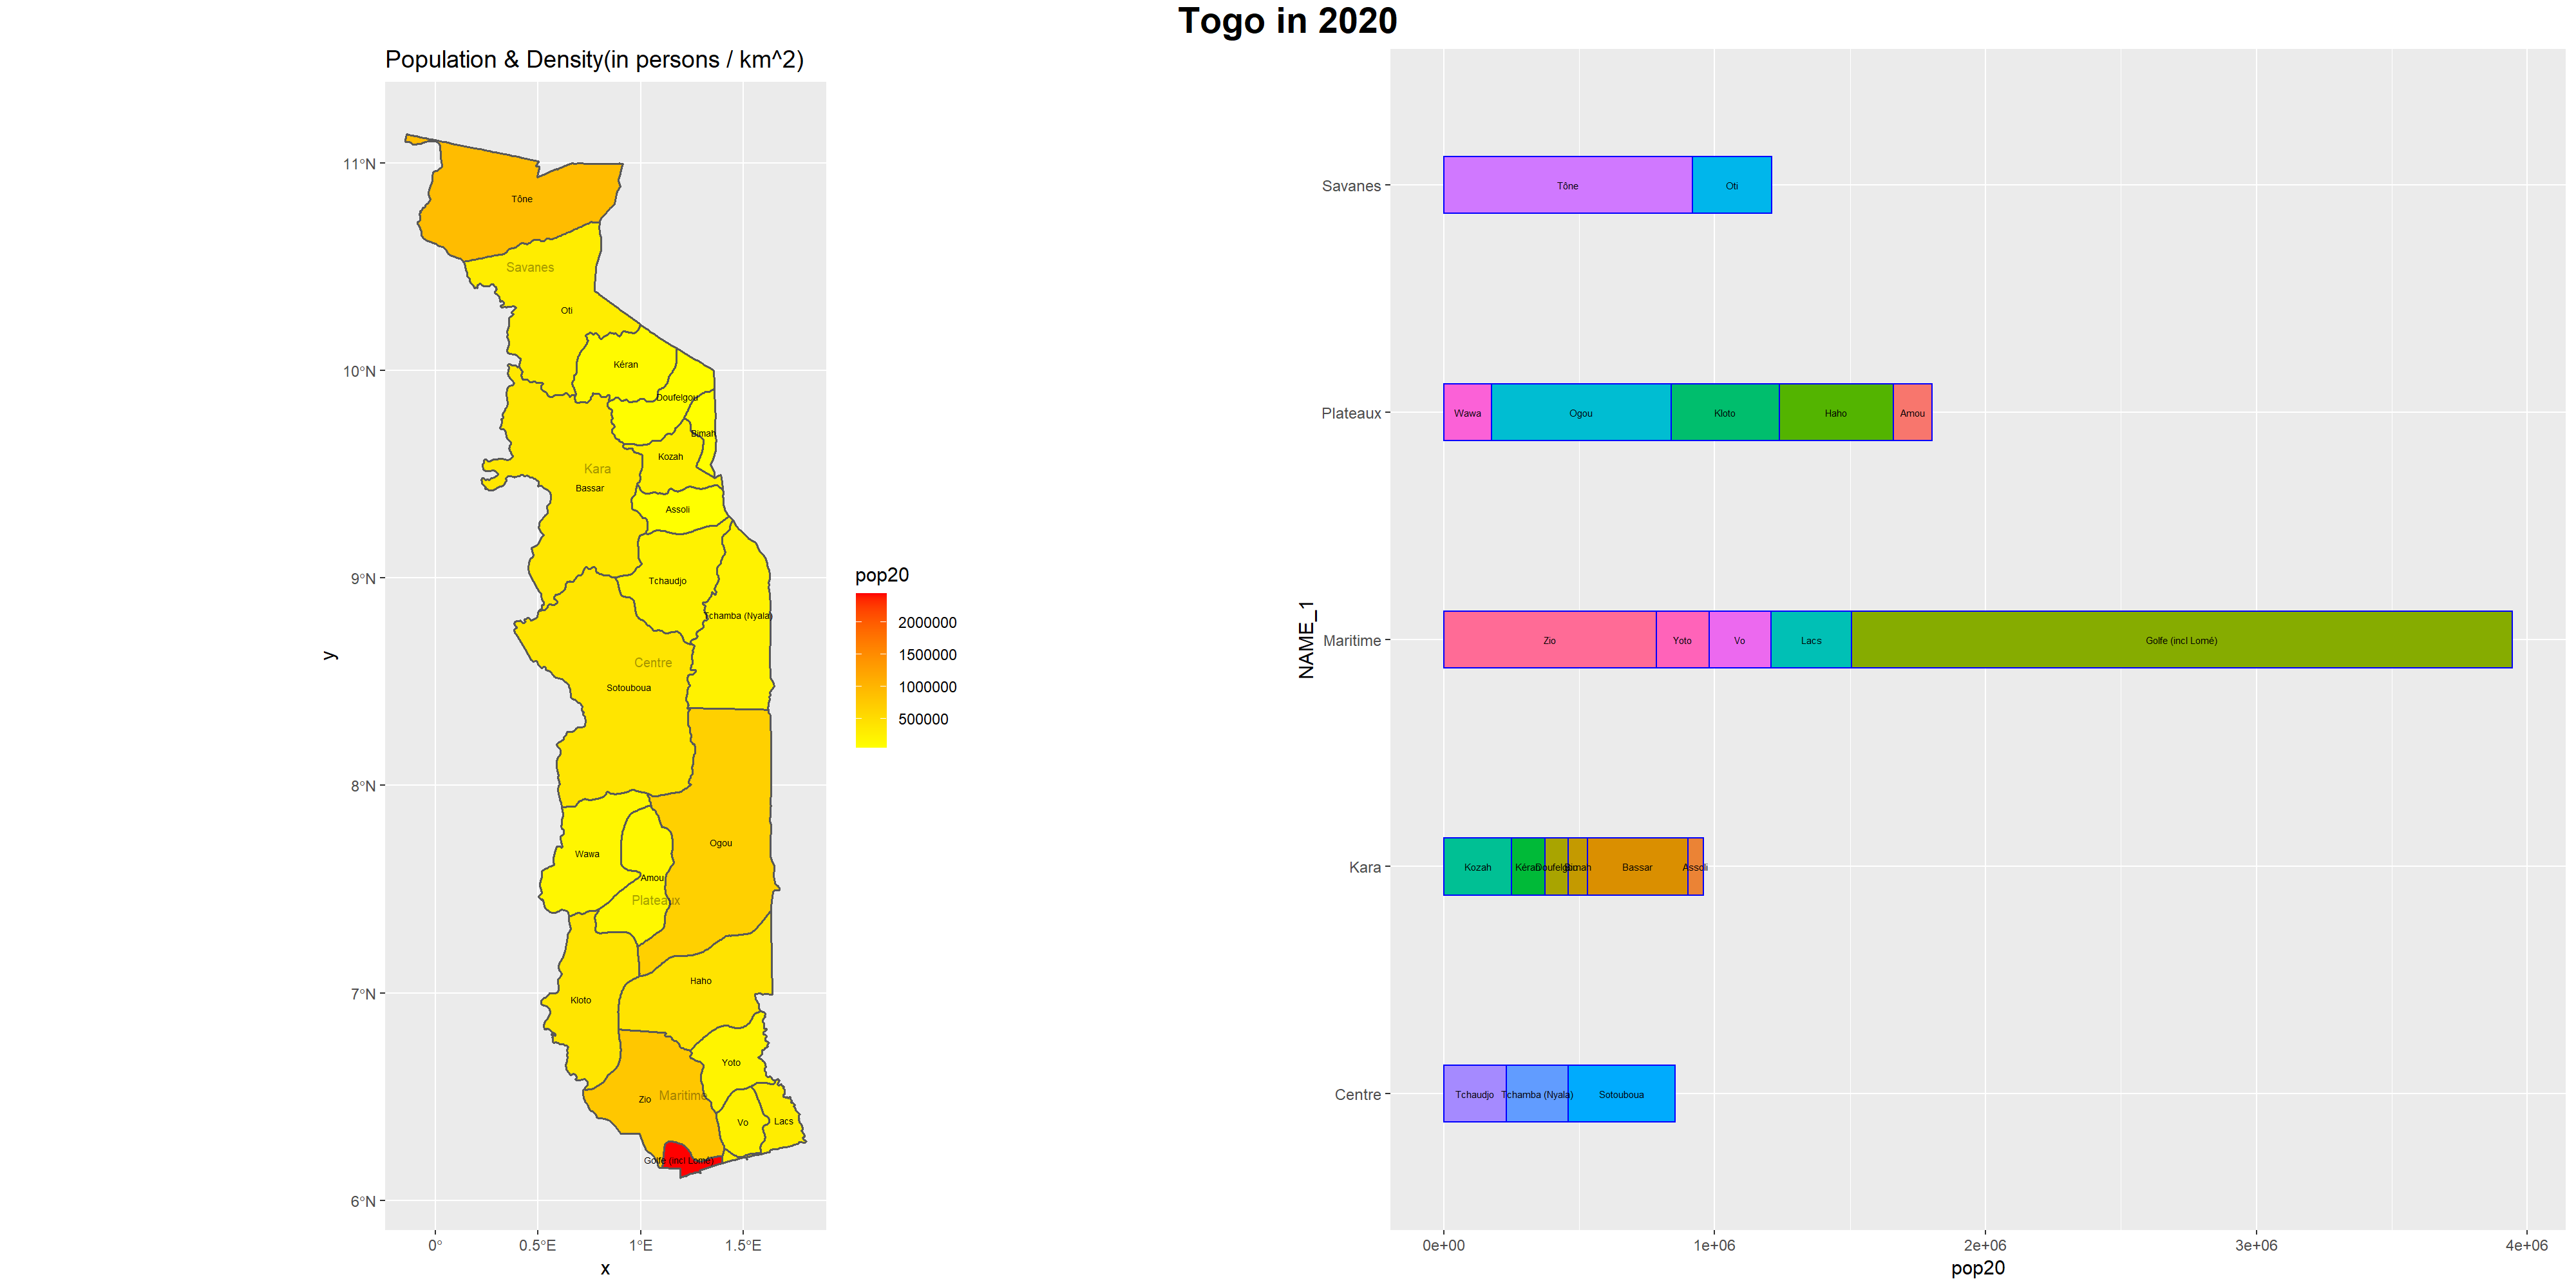 Togo in 2020
Population & Density(in persons / km^2)
11°N
10°N
9°N
8°N
7°N
6°N
y
0°
0.5°E
1°E
1.5°E
x
Tône
Savanes
Oti
Kéran
Doufelgou
Bimah
Kozah
Kara
Bassar
Assoli
Tchaudjo
Tchamba (Nyala)
Centre
Sotouboua
Ogou
Wawa
Amou
Plateaux
Haho
Kloto
Yoto
Zio
Maritime
Vo
Lacs
Golfe (incl Lomé)
pop20
2000000
1500000
1000000
500000
NAME_1
Savanes
Tône
Oti
Plateaux
Wawa
Ogou
Kloto
Haho
Amou
Maritime
Zio
Yoto
Vo
Lacs
Golfe (incl Lomé)
Kara
Kozah
Kéran
Doufelgou
Bimah
Bassar
Assoli
Centre
Tchaudjo
Tchamba (Nyala)
Sotouboua
0e+00
1e+06
2e+06
3e+06
4e+06
pop20